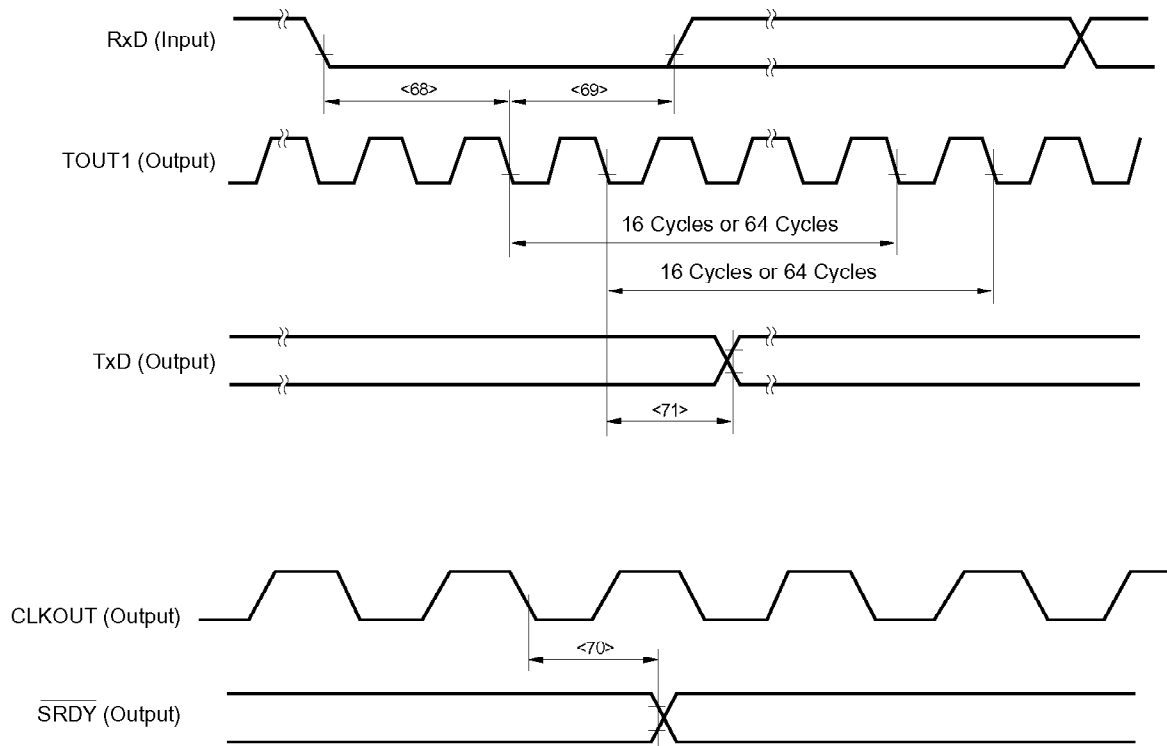 RxD (Input)
<68>
<69>
TOUT1 (Output)
16 Cycles or 64 Cycles
16 Cycles or 64 Cycles
TxD (Output)
<71>
CLKOUT (Output)
<70>
SRDY (Output)